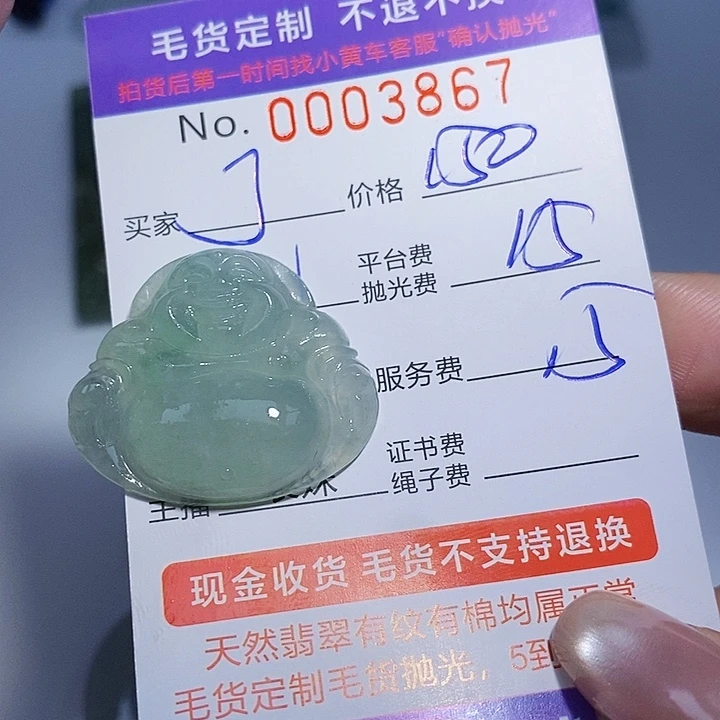 毛货定制 不退不换
拍货后第一时间找小黄车客服"确认抛光"
No. 0003867
买家 J 价格 150
平台费
抛光费 15
服务费 5
证书费
主播 绳子费
现金收货 毛货不支持退换
天然翡翠有纹有棉均属正常
毛货定制毛货抛光，5到